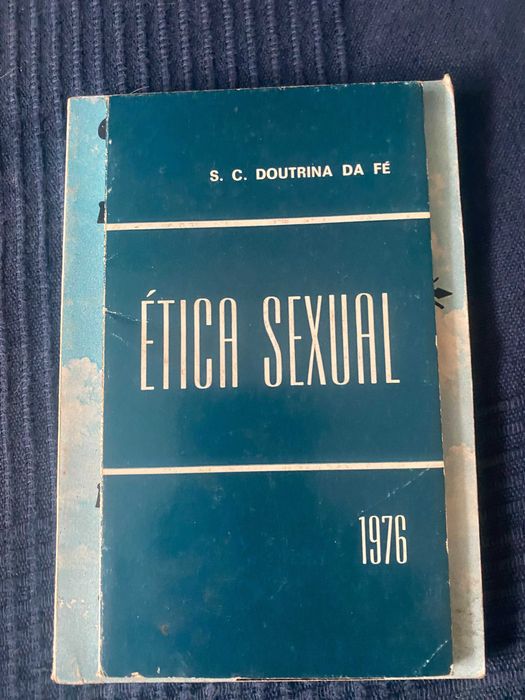 S. C. DOUTRINA DA FÉ
ÉTICA SEXUAL
1976